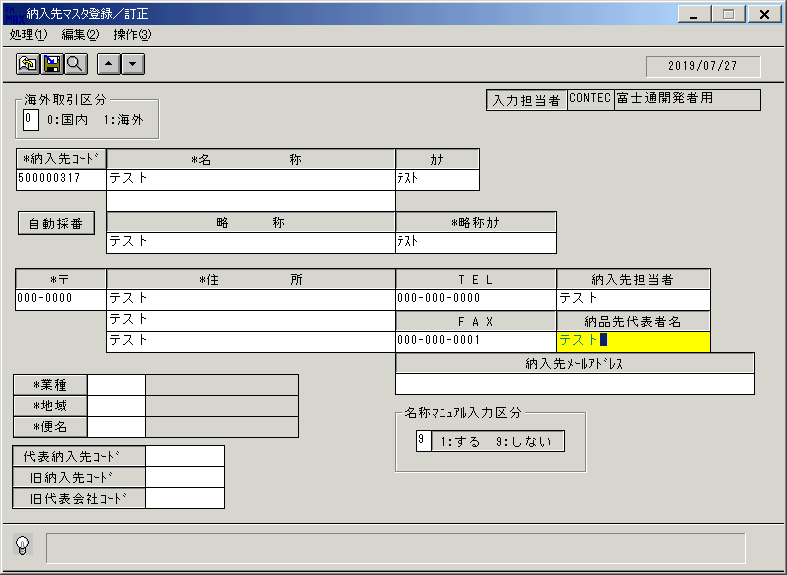 納入先マスタ登録／訂正
処理(1) 編集(2) 操作(3)
2019/07/27
海外取引区分
0 0:国内 1:海外
入力担当者 CONTEC 富士通開発者用
*納入先ｺｰﾄﾞ *名 称 ｶﾅ
500000317 テスト ﾃｽﾄ
自動採番 略 称 *略称ｶﾅ
テスト ﾃｽﾄ
*〒 *住 所 ＴＥＬ 納入先担当者
000-0000 テスト 000-000-0000 テスト
テスト ＦＡＸ 納品先代表者名
テスト 000-000-0001 テスト
納入先ﾒｰﾙｱﾄﾞﾚｽ
*業種
*地域
*便名
名称ﾏﾆｭｱﾙ入力区分
9 1:する 9:しない
代表納入先ｺｰﾄﾞ
旧納入先ｺｰﾄﾞ
旧代表会社ｺｰﾄﾞ